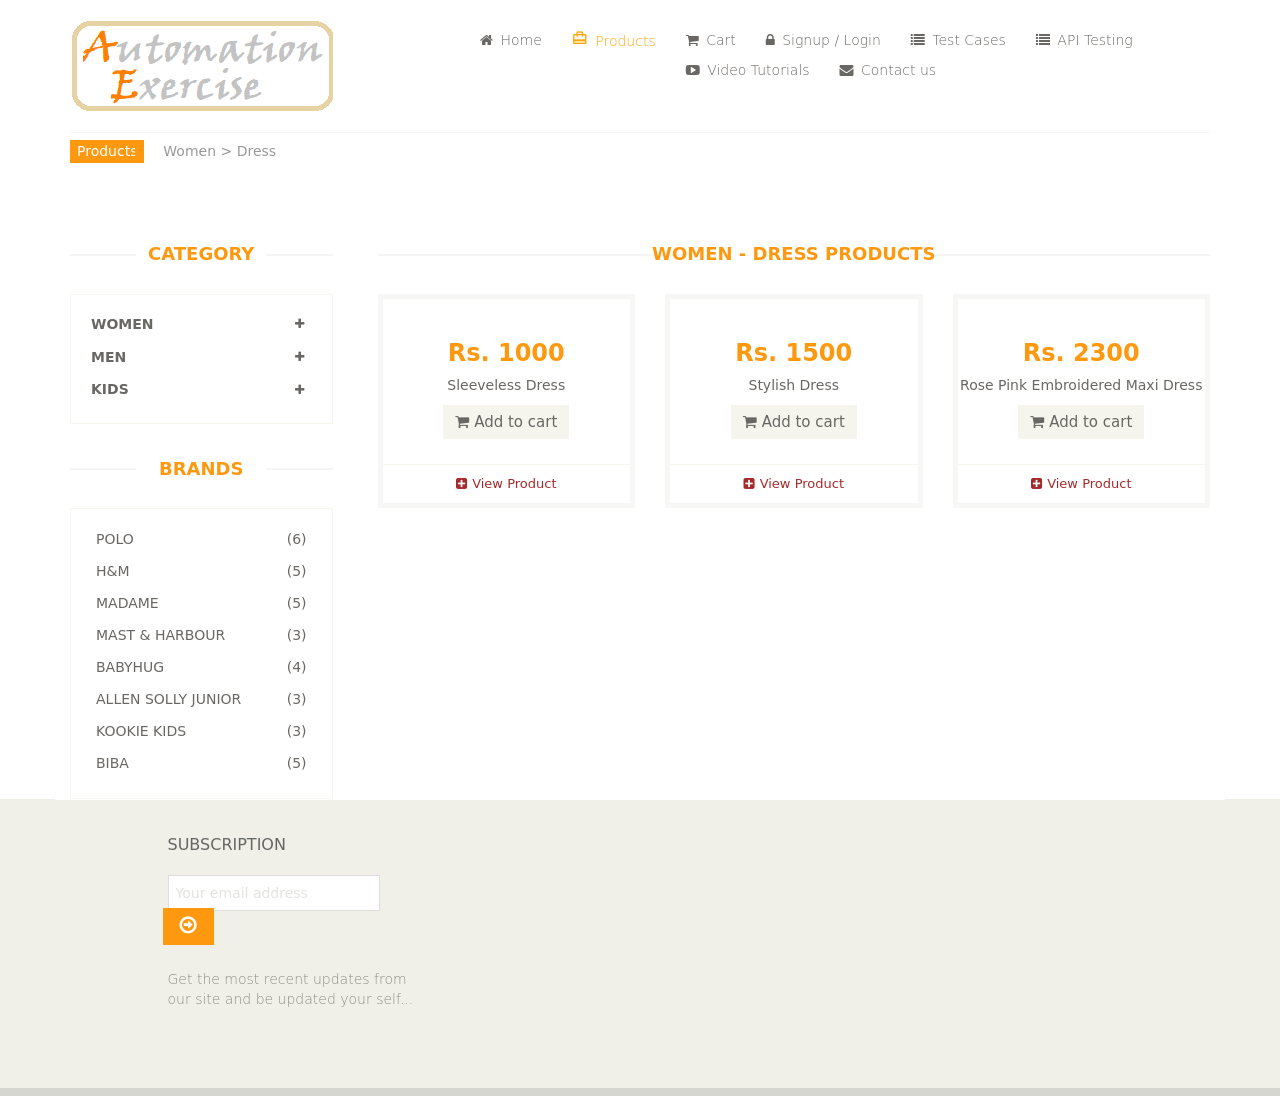 Automation
Exercise
Home
Products
Cart
Signup / Login
Test Cases
API Testing
Video Tutorials
Contact us
Products
Women > Dress
CATEGORY
WOMEN
MEN
KIDS
BRANDS
POLO (6)
H&M (5)
MADAME (5)
MAST & HARBOUR (3)
BABYHUG (4)
ALLEN SOLLY JUNIOR (3)
KOOKIE KIDS (3)
BIBA (5)
WOMEN - DRESS PRODUCTS
Rs. 1000
Sleeveless Dress
Add to cart
View Product
Rs. 1500
Stylish Dress
Add to cart
View Product
Rs. 2300
Rose Pink Embroidered Maxi Dress
Add to cart
View Product
SUBSCRIPTION
Your email address
Get the most recent updates from
our site and be updated your self...